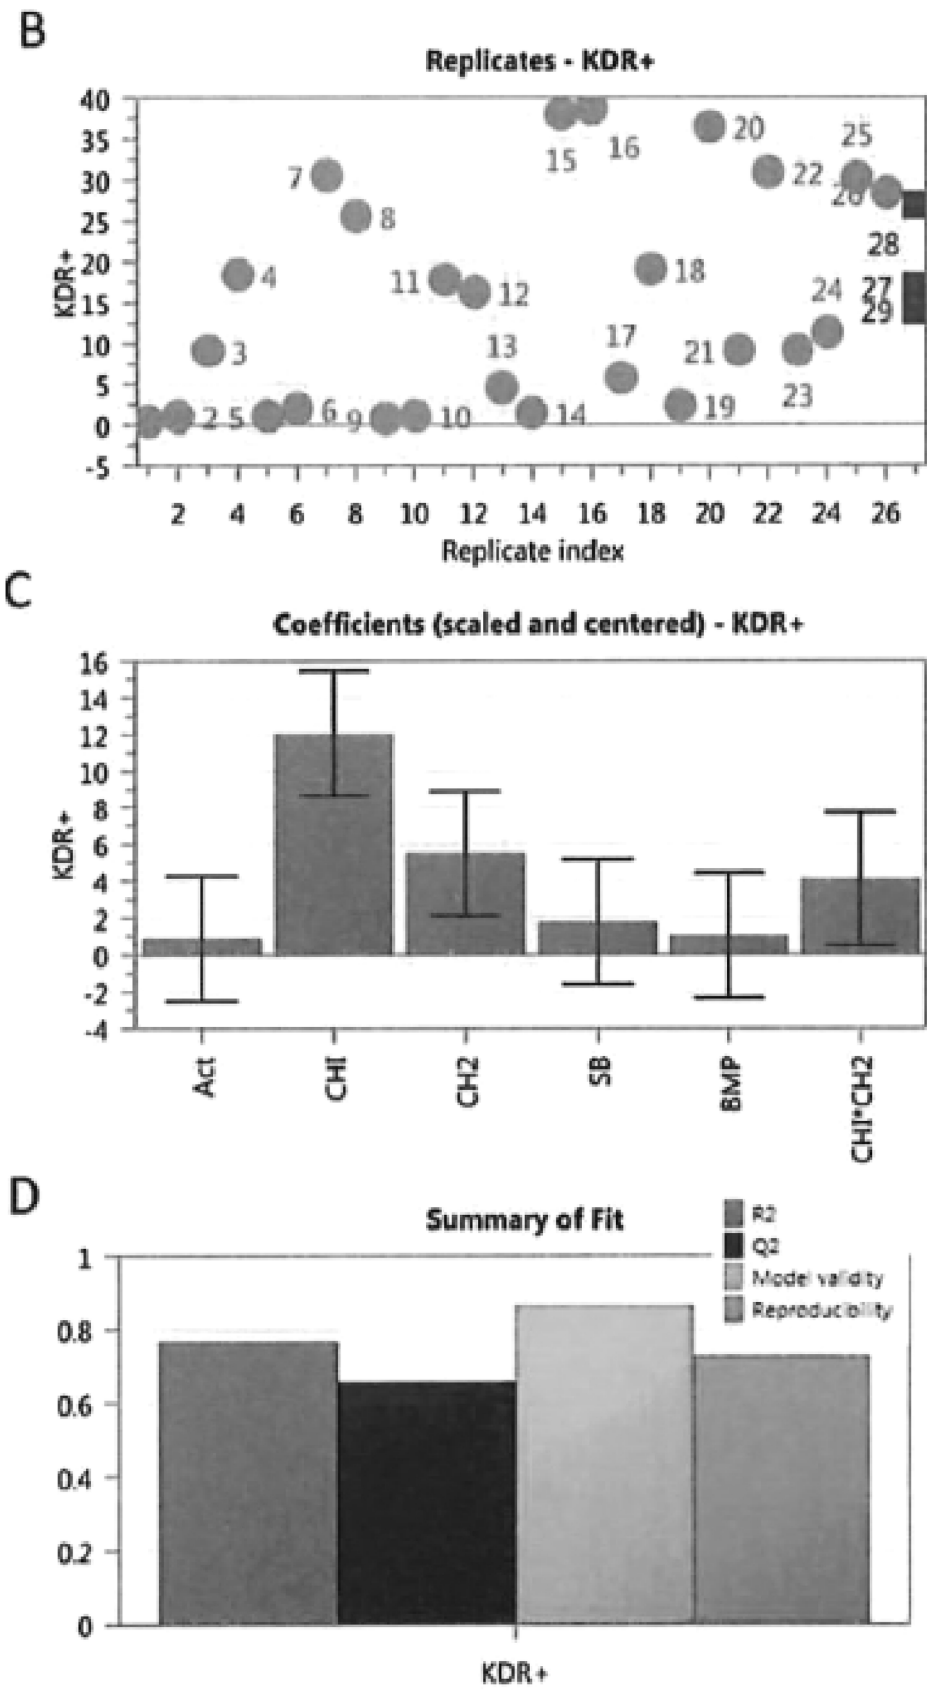 B
Replicates - KDR+
40
35
30
25
20
15
10
5
0
-5
KDR+
2
3
4
5
6
7
8
9
10
11
12
13
14
15
16
17
18
19
20
21
22
23
24
25
26
28
27
29
2 4 6 8 10 12 14 16 18 20 22 24 26
Replicate index
C
Coefficients (scaled and centered) - KDR+
16
14
12
10
8
6
4
2
0
-2
-4
KDR+
Act
CHI
CH2
SB
BMP
CHI*CH2
D
Summary of Fit
R2
Q2
Model validity
Reproducibility
1
0.8
0.6
0.4
0.2
0
KDR+